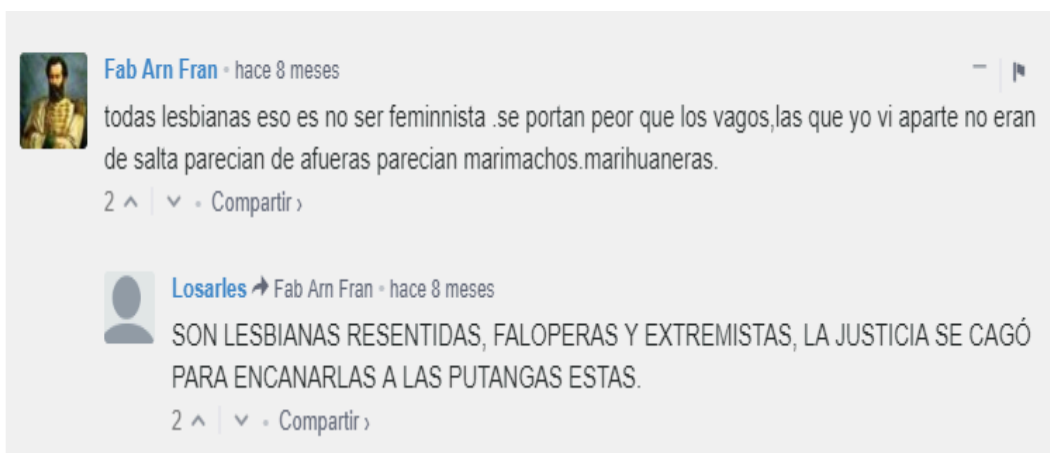 Fab Arn Fran • hace 8 meses
todas lesbianas eso es no ser feminnista .se portan peor que los vagos,las que yo vi aparte no eran
de salta parecian de afueras parecian marimachos.marihuaneras.
2 • Compartir ›
Losarles Fab Arn Fran • hace 8 meses
SON LESBIANAS RESENTIDAS, FALOPERAS Y EXTREMISTAS, LA JUSTICIA SE CAGÓ
PARA ENCANARLAS A LAS PUTANGAS ESTAS.
2 • Compartir ›